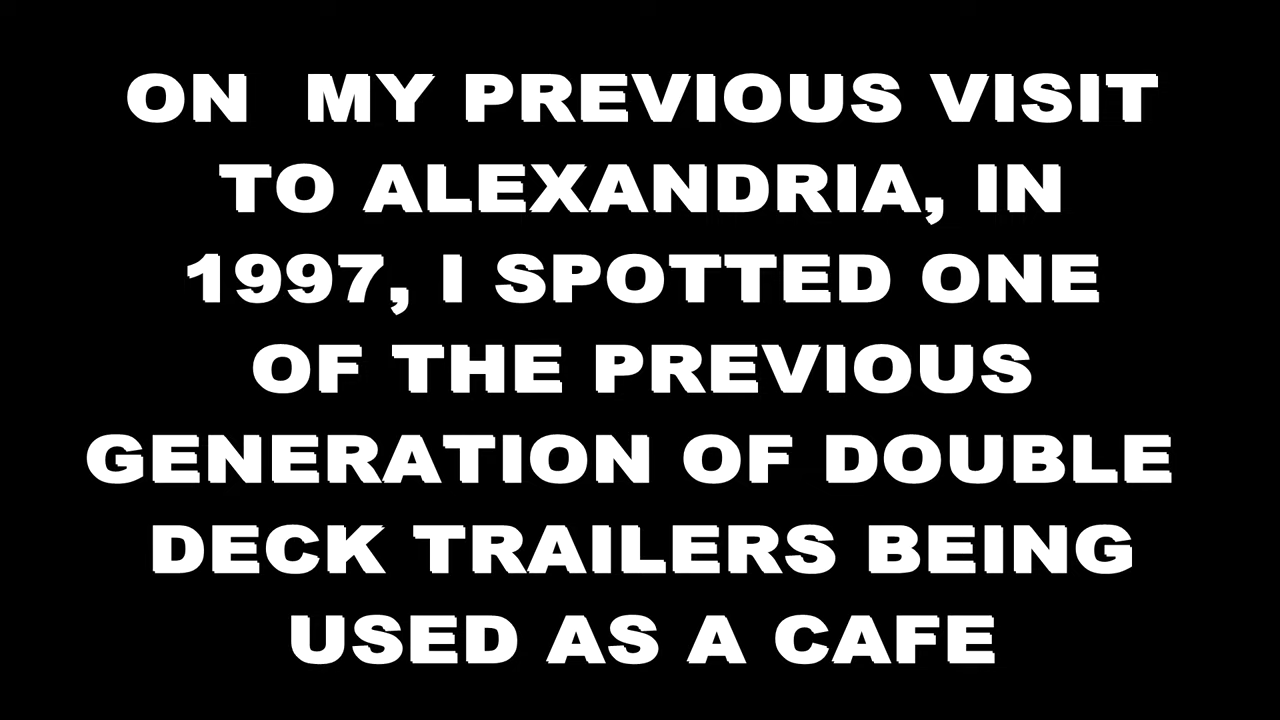 ON  MY PREVIOUS VISIT
TO ALEXANDRIA, IN
1997, I SPOTTED ONE
OF THE PREVIOUS
GENERATION OF DOUBLE
DECK TRAILERS BEING
USED AS A CAFE